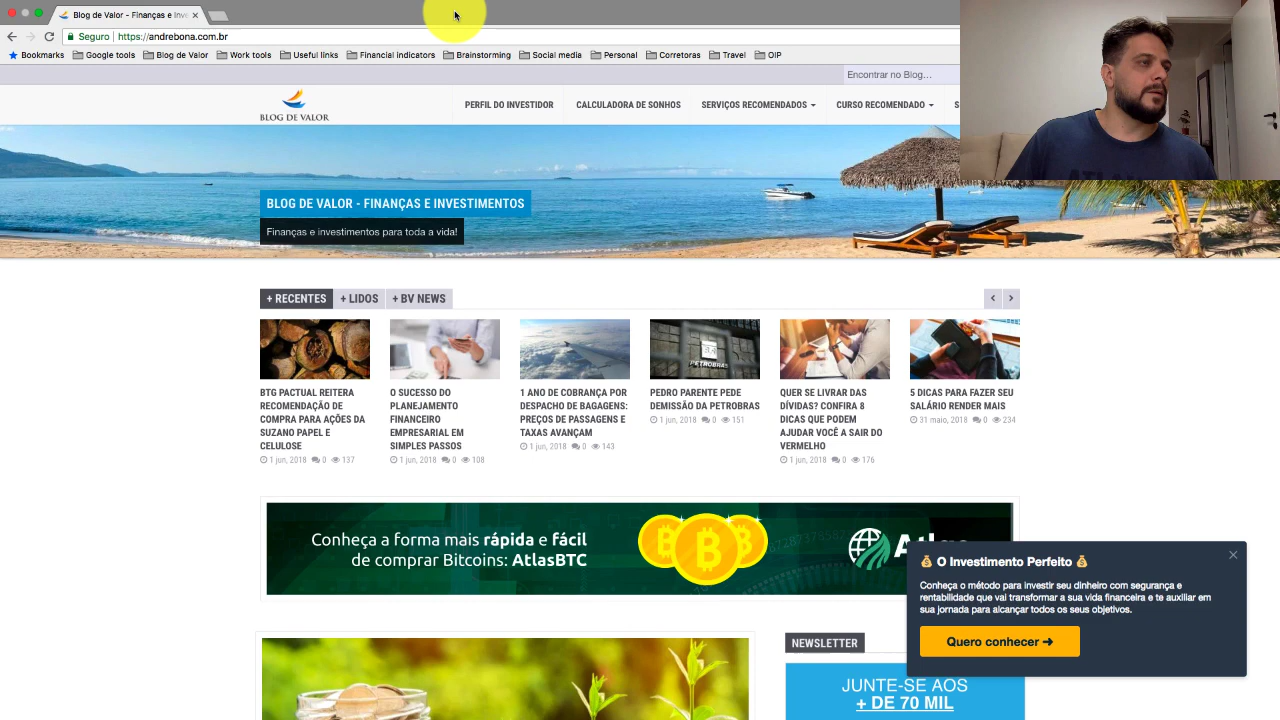 Blog de Valor - Finanças e Inve
Seguro | https://andrebona.com.br
Bookmarks Google tools Blog de Valor Work tools Useful links Financial indicators Brainstorming Social media Personal Corretoras Travel OIP
Encontrar no Blog...
BLOG DE VALOR
PERFIL DO INVESTIDOR CALCULADORA DE SONHOS SERVIÇOS RECOMENDADOS CURSO RECOMENDADO S
BLOG DE VALOR - FINANÇAS E INVESTIMENTOS
Finanças e investimentos para toda a vida!
+ RECENTES + LIDOS + BV NEWS
BTG PACTUAL REITERA
RECOMENDAÇÃO DE
COMPRA PARA AÇÕES DA
SUZANO PAPEL E
CELULOSE
1 jun, 2018 0 137
O SUCESSO DO
PLANEJAMENTO
FINANCEIRO
EMPRESARIAL EM
SIMPLES PASSOS
1 jun, 2018 0 108
1 ANO DE COBRANÇA POR
DESPACHO DE BAGAGENS:
PREÇOS DE PASSAGENS E
TAXAS AVANÇAM
1 jun, 2018 0 143
PETROBRAS
PEDRO PARENTE PEDE
DEMISSÃO DA PETROBRAS
1 jun, 2018 0 151
QUER SE LIVRAR DAS
DÍVIDAS? CONFIRA 8
DICAS QUE PODEM
AJUDAR VOCÊ A SAIR DO
VERMELHO
1 jun, 2018 0 176
5 DICAS PARA FAZER SEU
SALÁRIO RENDER MAIS
31 maio, 2018 0 234
Conheça a forma mais rápida e fácil
de comprar Bitcoins: AtlasBTC
O Investimento Perfeito
Conheça o método para investir seu dinheiro com segurança e
rentabilidade que vai transformar a sua vida financeira e te auxiliar em
sua jornada para alcançar todos os seus objetivos.
Quero conhecer ➔
NEWSLETTER
JUNTE-SE AOS
+ DE 70 MIL